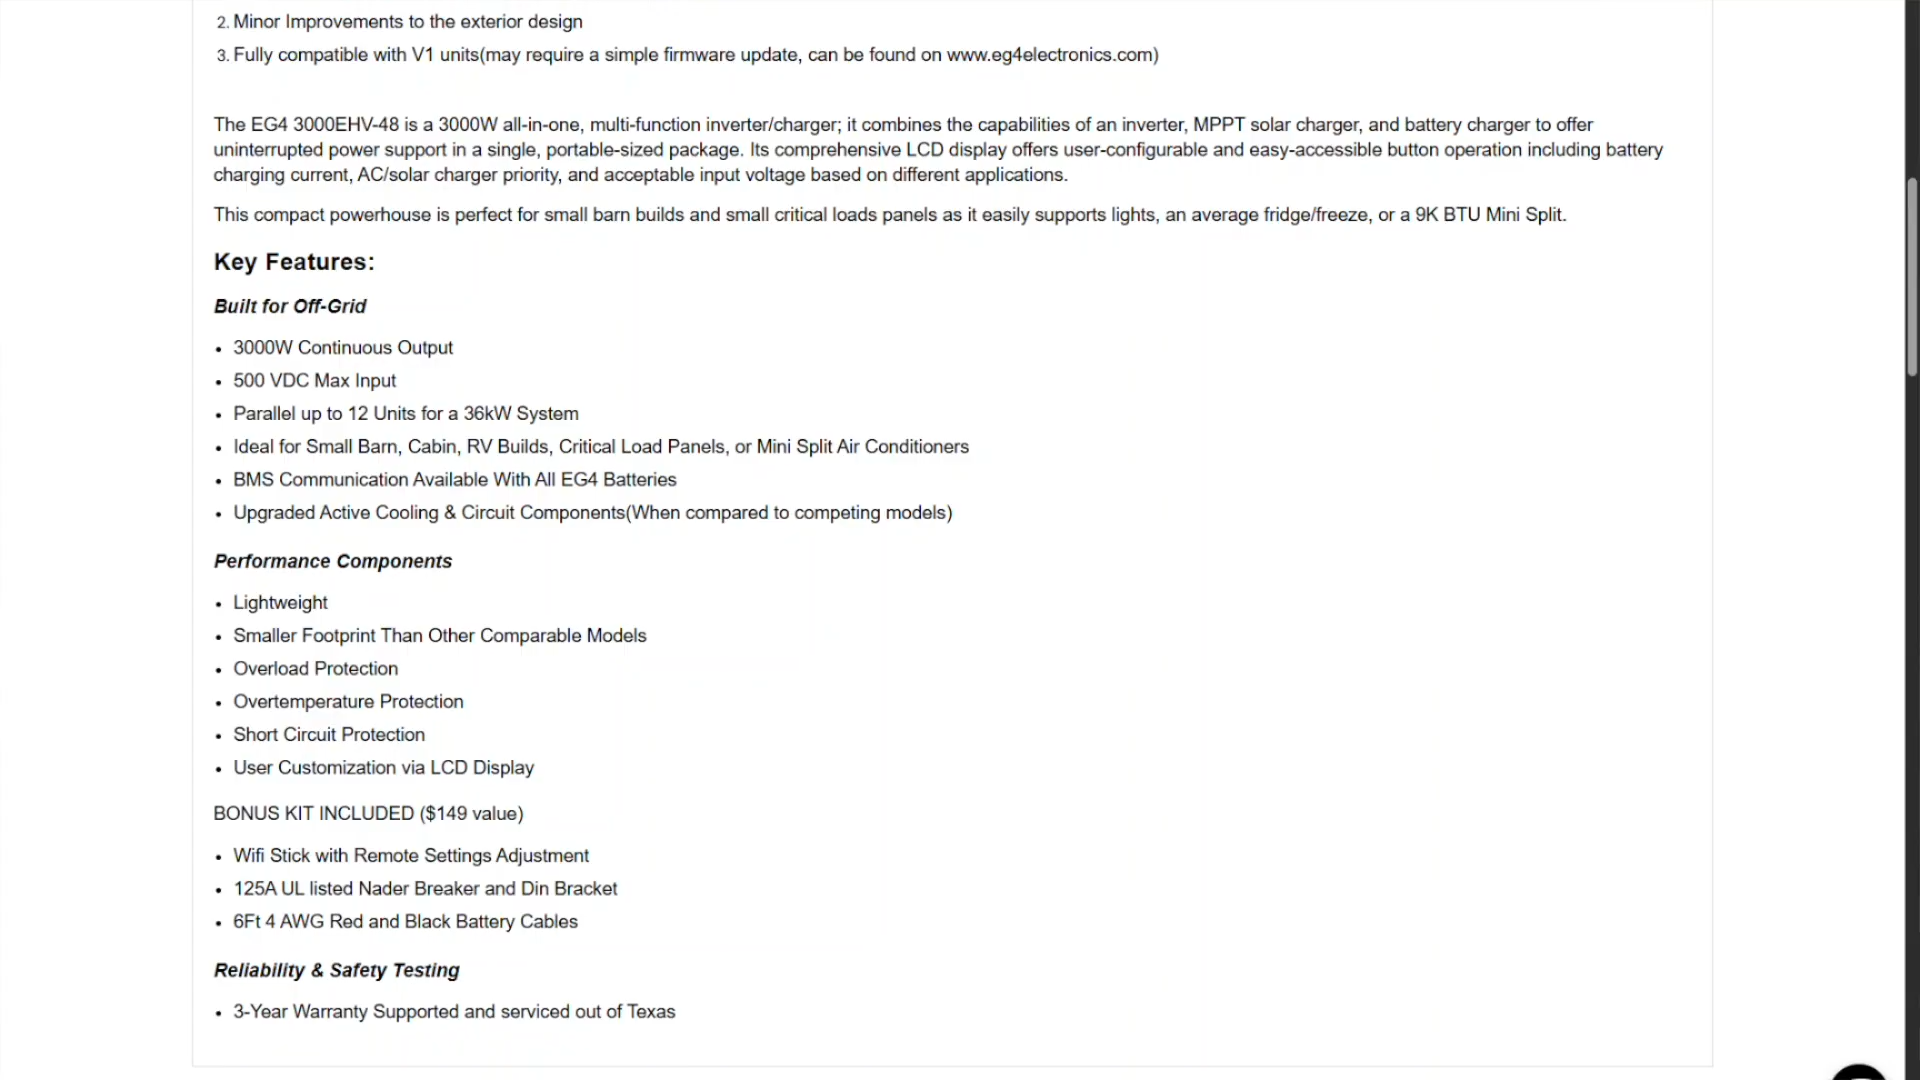 2. Minor Improvements to the exterior design
3. Fully compatible with V1 units(may require a simple firmware update, can be found on www.eg4electronics.com)
The EG4 3000EHV-48 is a 3000W all-in-one, multi-function inverter/charger; it combines the capabilities of an inverter, MPPT solar charger, and battery charger to offer
uninterrupted power support in a single, portable-sized package. Its comprehensive LCD display offers user-configurable and easy-accessible button operation including battery
charging current, AC/solar charger priority, and acceptable input voltage based on different applications.
This compact powerhouse is perfect for small barn builds and small critical loads panels as it easily supports lights, an average fridge/freeze, or a 9K BTU Mini Split.
Key Features:
Built for Off-Grid
• 3000W Continuous Output
• 500 VDC Max Input
• Parallel up to 12 Units for a 36kW System
• Ideal for Small Barn, Cabin, RV Builds, Critical Load Panels, or Mini Split Air Conditioners
• BMS Communication Available With All EG4 Batteries
• Upgraded Active Cooling & Circuit Components(When compared to competing models)
Performance Components
• Lightweight
• Smaller Footprint Than Other Comparable Models
• Overload Protection
• Overtemperature Protection
• Short Circuit Protection
• User Customization via LCD Display
BONUS KIT INCLUDED ($149 value)
• Wifi Stick with Remote Settings Adjustment
• 125A UL listed Nader Breaker and Din Bracket
• 6Ft 4 AWG Red and Black Battery Cables
Reliability & Safety Testing
• 3-Year Warranty Supported and serviced out of Texas